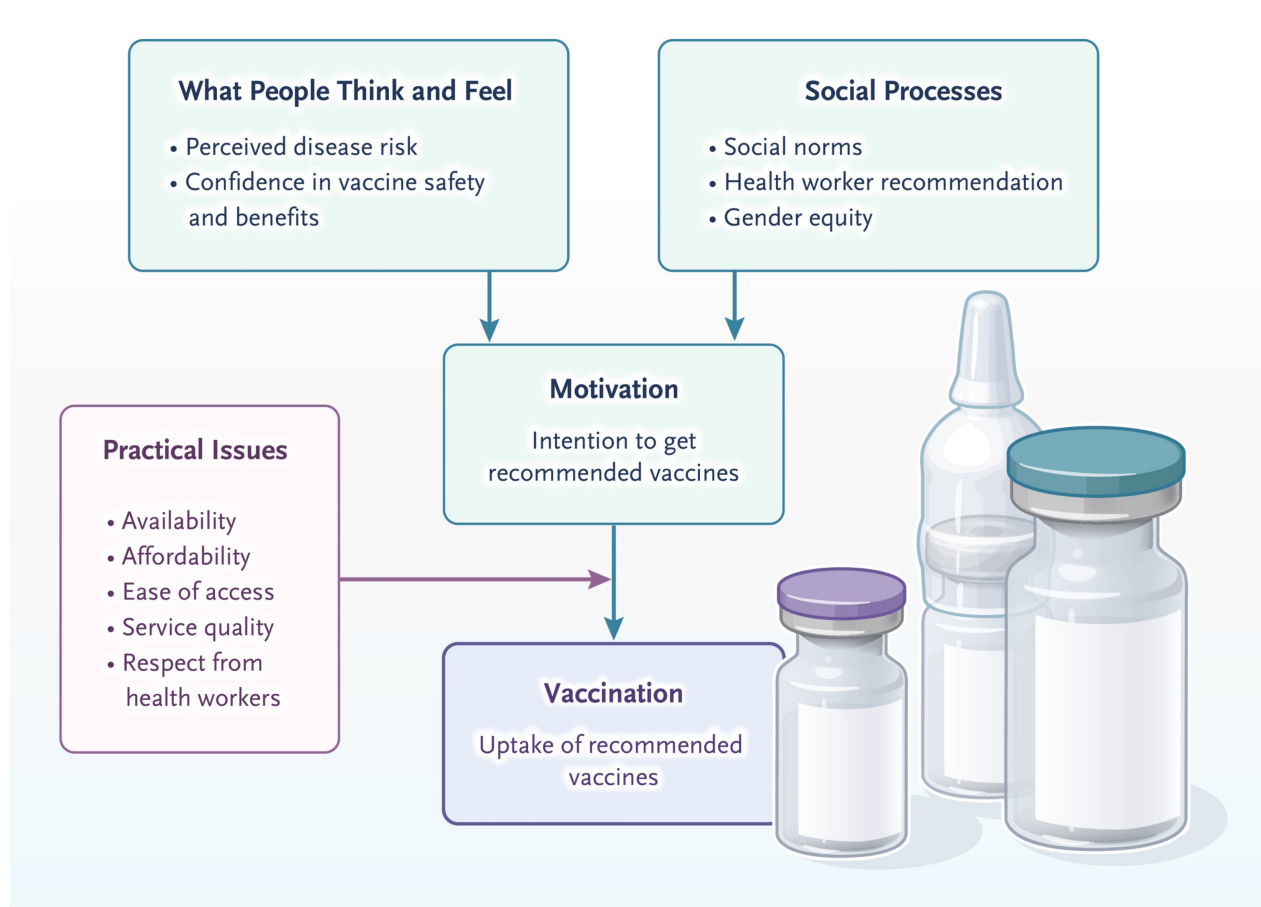 What People Think and Feel
• Perceived disease risk
• Confidence in vaccine safety
and benefits
Social Processes
• Social norms
• Health worker recommendation
• Gender equity
Motivation
Intention to get
recommended vaccines
Practical Issues
• Availability
• Affordability
• Ease of access
• Service quality
• Respect from
health workers
Vaccination
Uptake of recommended
vaccines